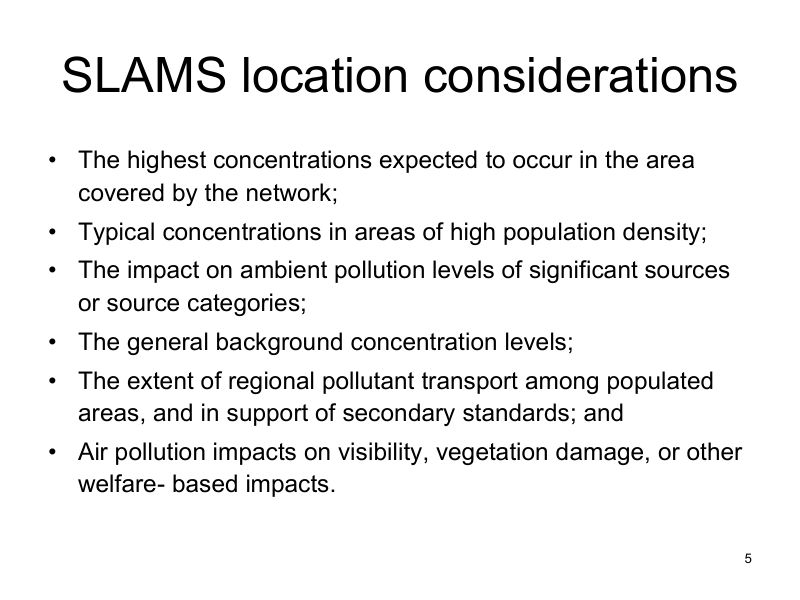 SLAMS location considerations
• The highest concentrations expected to occur in the area
covered by the network;
• Typical concentrations in areas of high population density;
• The impact on ambient pollution levels of significant sources
or source categories;
• The general background concentration levels;
• The extent of regional pollutant transport among populated
areas, and in support of secondary standards; and
• Air pollution impacts on visibility, vegetation damage, or other
welfare- based impacts.
5